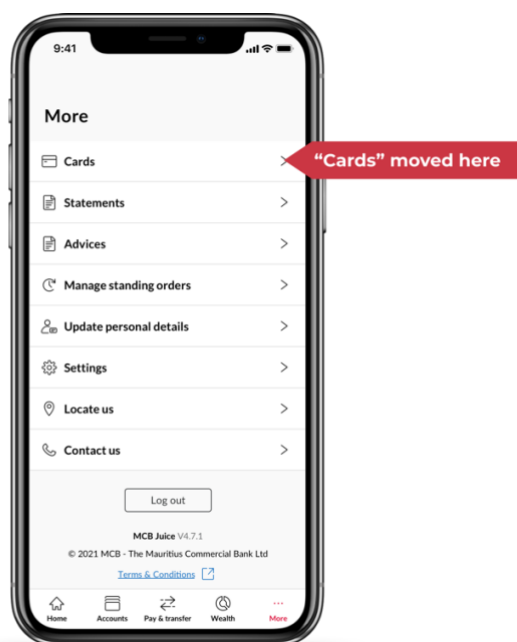 9:41
More
Cards
“Cards” moved here
Statements
Advices
Manage standing orders
Update personal details
Settings
Locate us
Contact us
Log out
MCB Juice V4.7.1
© 2021 MCB - The Mauritius Commercial Bank Ltd
Terms & Conditions
Home
Accounts
Pay & transfer
Wealth
More